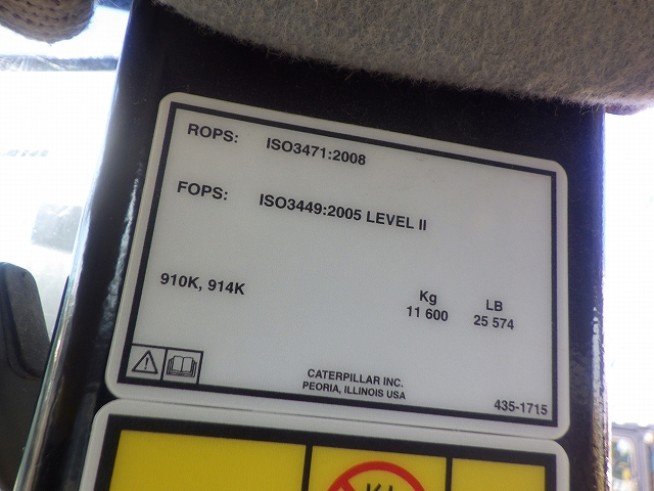 ROPS: ISO3471:2008
FOPS: ISO3449:2005 LEVEL II
910K, 914K
Kg LB
11 600 25 574
CATERPILLAR INC.
PEORIA, ILLINOIS USA
435-1715